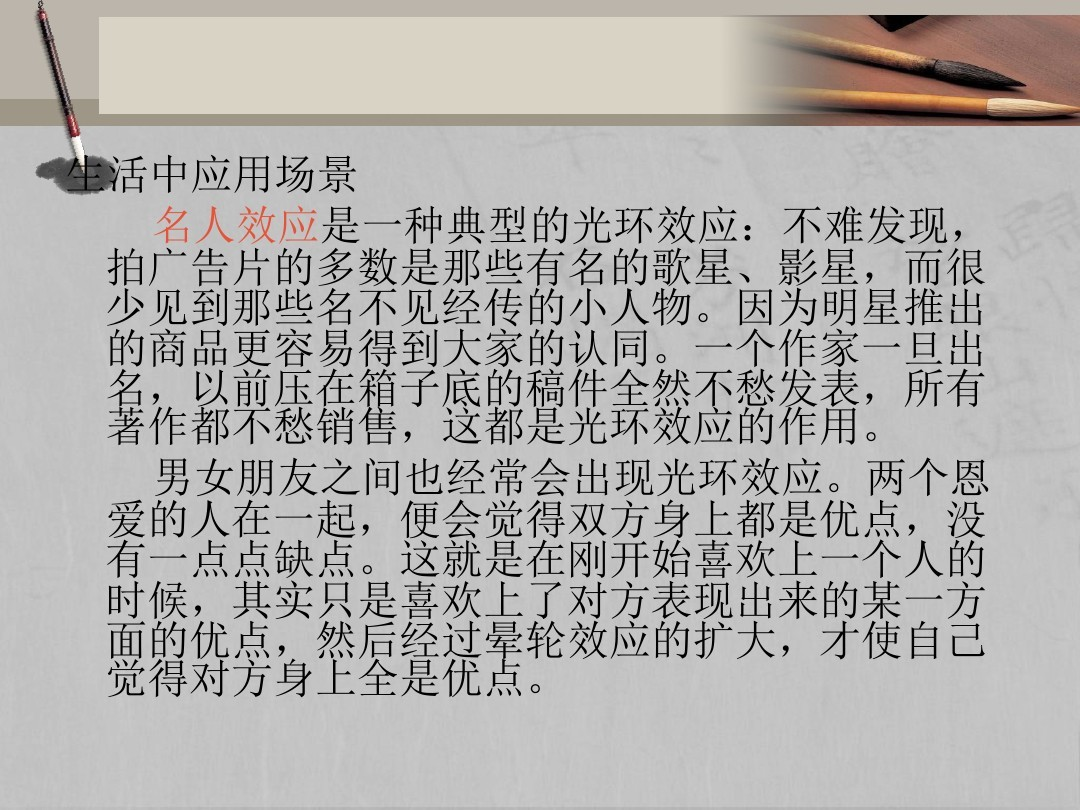 生活中应用场景
名人效应是一种典型的光环效应：不难发现，
拍广告片的多数是那些有名的歌星、影星，而很
少见到那些名不见经传的小人物。因为明星推出
的商品更容易得到大家的认同。一个作家一旦出
名，以前压在箱子底的稿件全然不愁发表，所有
著作都不愁销售，这都是光环效应的作用。
男女朋友之间也经常会出现光环效应。两个恩
爱的人在一起，便会觉得双方身上都是优点，没
有一点点缺点。这就是在刚开始喜欢上一个人的
时候，其实只是喜欢上了对方表现出来的某一方
面的优点，然后经过晕轮效应的扩大，才使自己
觉得对方身上全是优点。